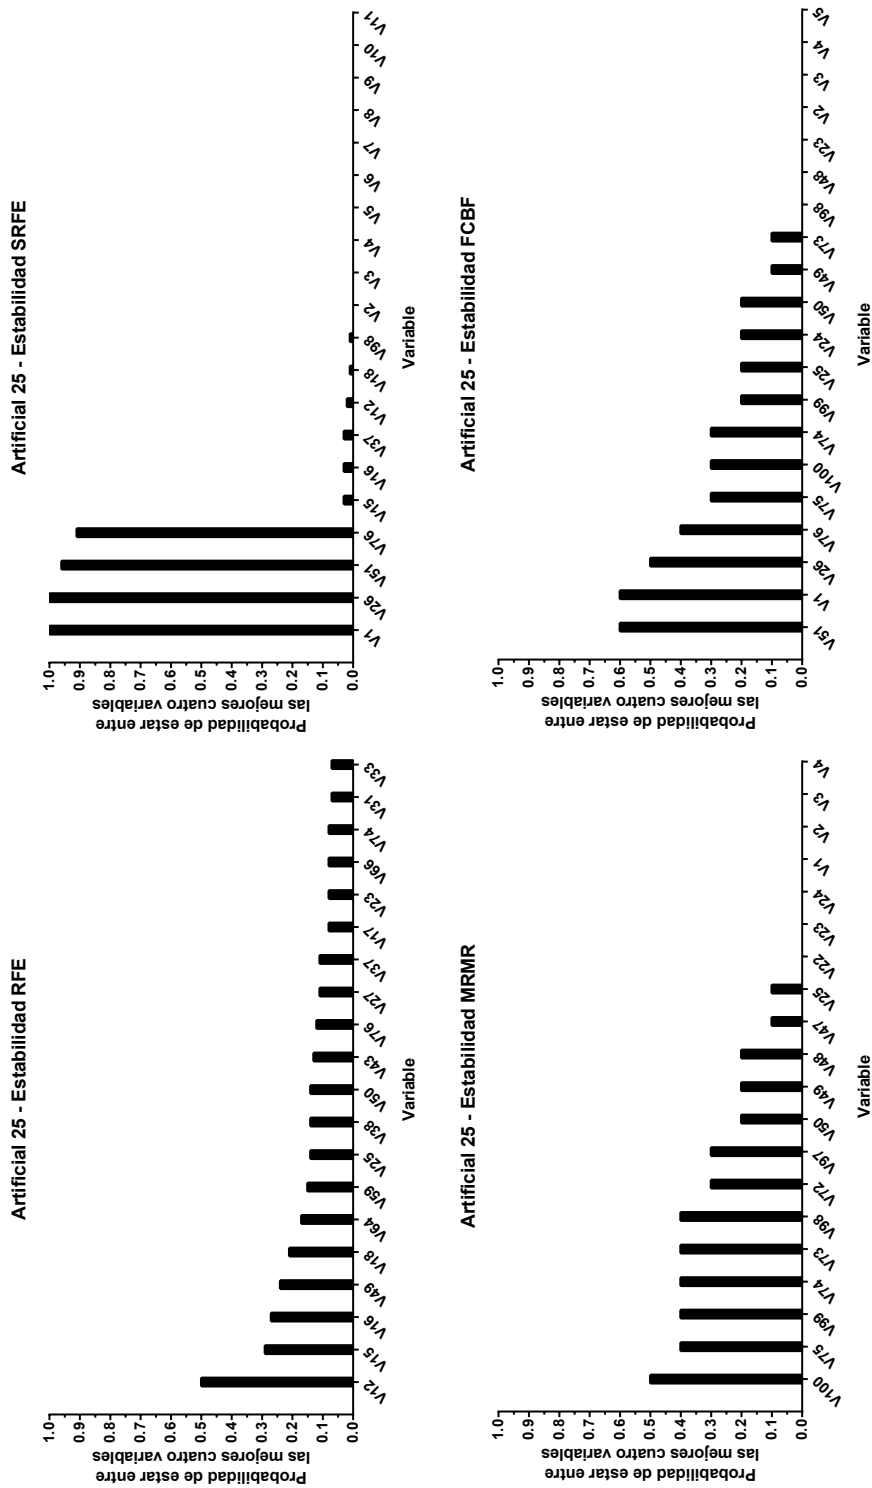 Artificial 25 - Estabilidad RFE
Probabilidad de estar entre
las mejores cuatro variables
1.0
0.9
0.8
0.7
0.6
0.5
0.4
0.3
0.2
0.1
0.0
V12 V15 V16 V49 V18 V64 V59 V25 V38 V50 V43 V76 V27 V37 V17 V23 V66 V74 V31 V33
Variable
Artificial 25 - Estabilidad SRFE
Probabilidad de estar entre
las mejores cuatro variables
1.0
0.9
0.8
0.7
0.6
0.5
0.4
0.3
0.2
0.1
0.0
V1 V26 V51 V76 V15 V16 V37 V12 V18 V98 V2 V3 V4 V5 V6 V7 V8 V9 V10 V11
Variable
Artificial 25 - Estabilidad MRMR
Probabilidad de estar entre
las mejores cuatro variables
1.0
0.9
0.8
0.7
0.6
0.5
0.4
0.3
0.2
0.1
0.0
V100 V75 V99 V74 V73 V98 V72 V97 V50 V49 V48 V47 V25 V22 V23 V24 V1 V2 V3 V4
Variable
Artificial 25 - Estabilidad FCBF
Probabilidad de estar entre
las mejores cuatro variables
1.0
0.9
0.8
0.7
0.6
0.5
0.4
0.3
0.2
0.1
0.0
V51 V1 V26 V76 V75 V100 V74 V99 V25 V24 V50 V49 V73 V98 V48 V23 V2 V3 V4 V5
Variable